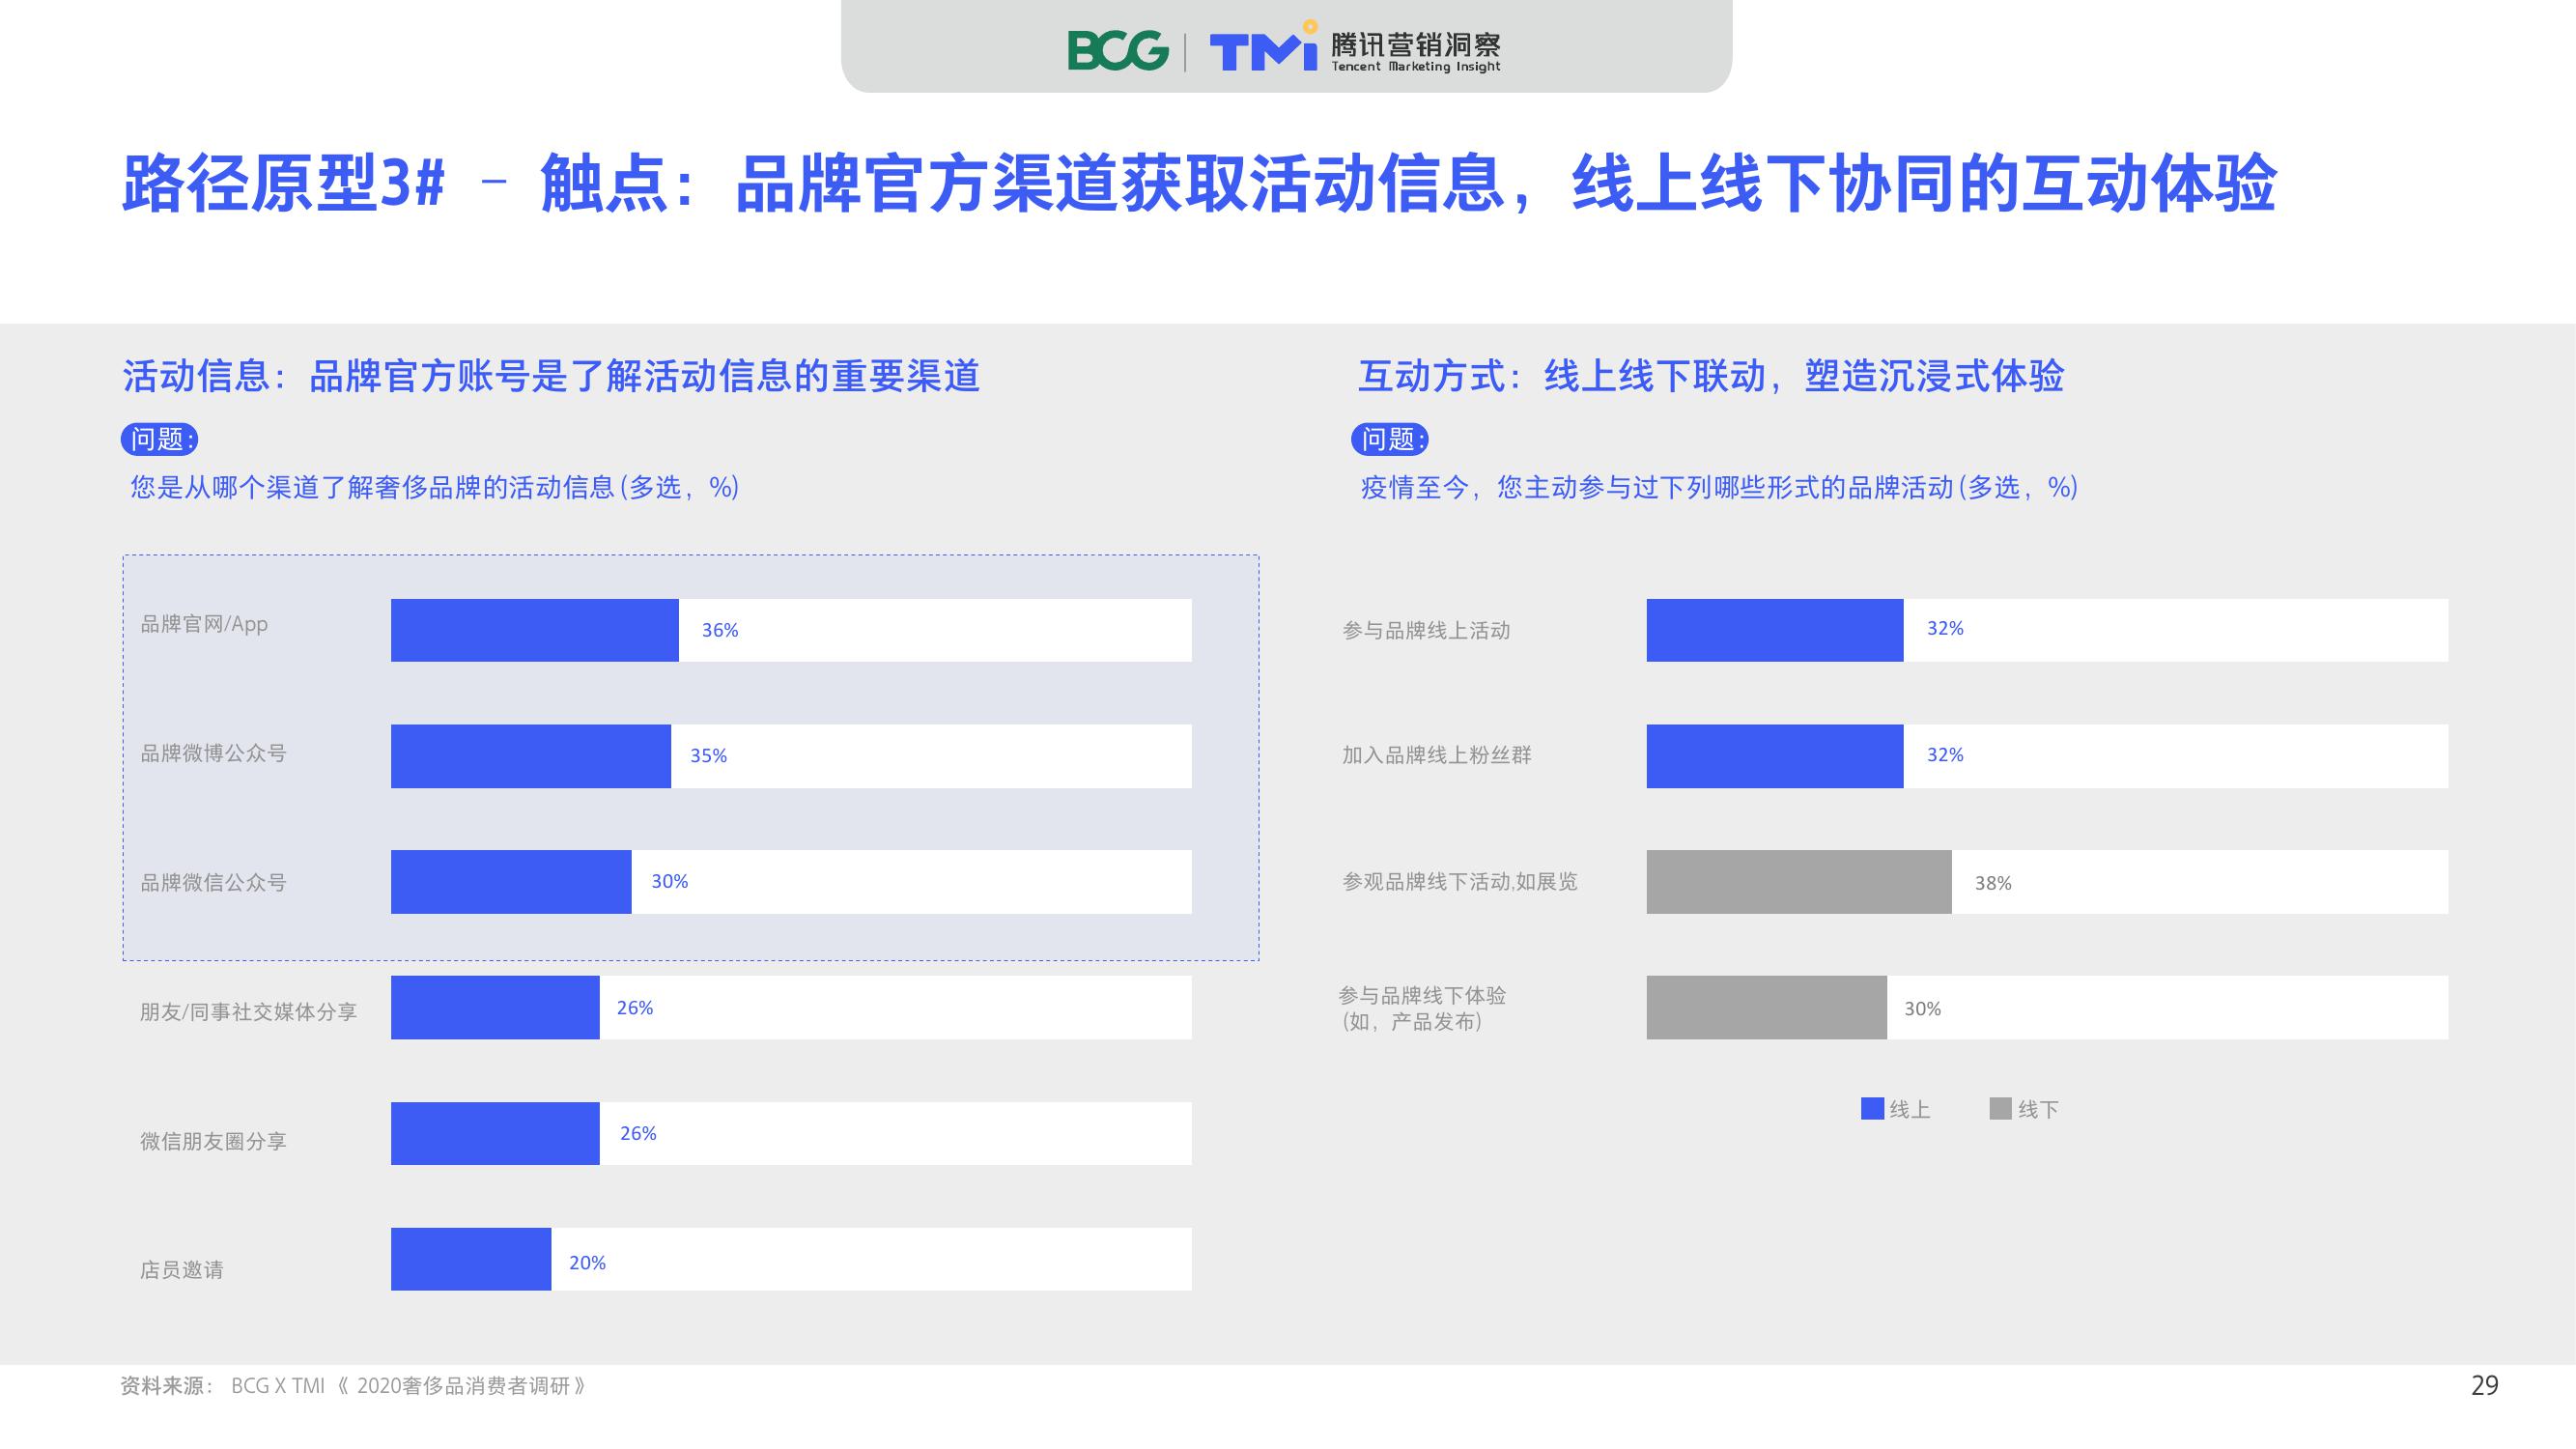 BCG
TMi 腾讯营销洞察
Tencent Marketing Insight
路径原型3# – 触点：品牌官方渠道获取活动信息，线上线下协同的互动体验
活动信息：品牌官方账号是了解活动信息的重要渠道
问题：
您是从哪个渠道了解奢侈品牌的活动信息(多选，%)
品牌官网/App
36%
品牌微博公众号
35%
品牌微信公众号
30%
朋友/同事社交媒体分享
26%
微信朋友圈分享
26%
店员邀请
20%
互动方式：线上线下联动，塑造沉浸式体验
问题：
疫情至今，您主动参与过下列哪些形式的品牌活动(多选，%)
参与品牌线上活动
32%
加入品牌线上粉丝群
32%
参观品牌线下活动,如展览
38%
参与品牌线下体验
(如，产品发布)
30%
线上
线下
资料来源： BCG X TMI《 2020奢侈品消费者调研》
29